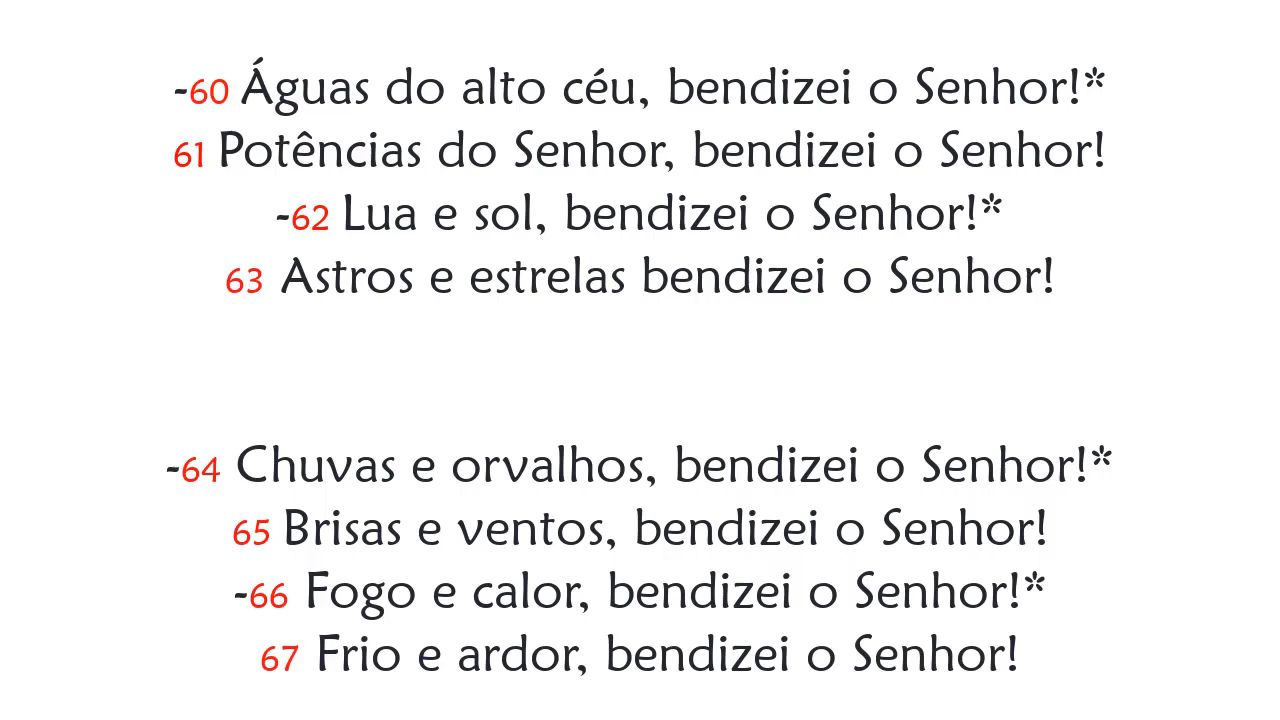 -60 Águas do alto céu, bendizei o Senhor!*
61 Potências do Senhor, bendizei o Senhor!
-62 Lua e sol, bendizei o Senhor!*
63 Astros e estrelas bendizei o Senhor!
-64 Chuvas e orvalhos, bendizei o Senhor!*
65 Brisas e ventos, bendizei o Senhor!
-66 Fogo e calor, bendizei o Senhor!*
67 Frio e ardor, bendizei o Senhor!